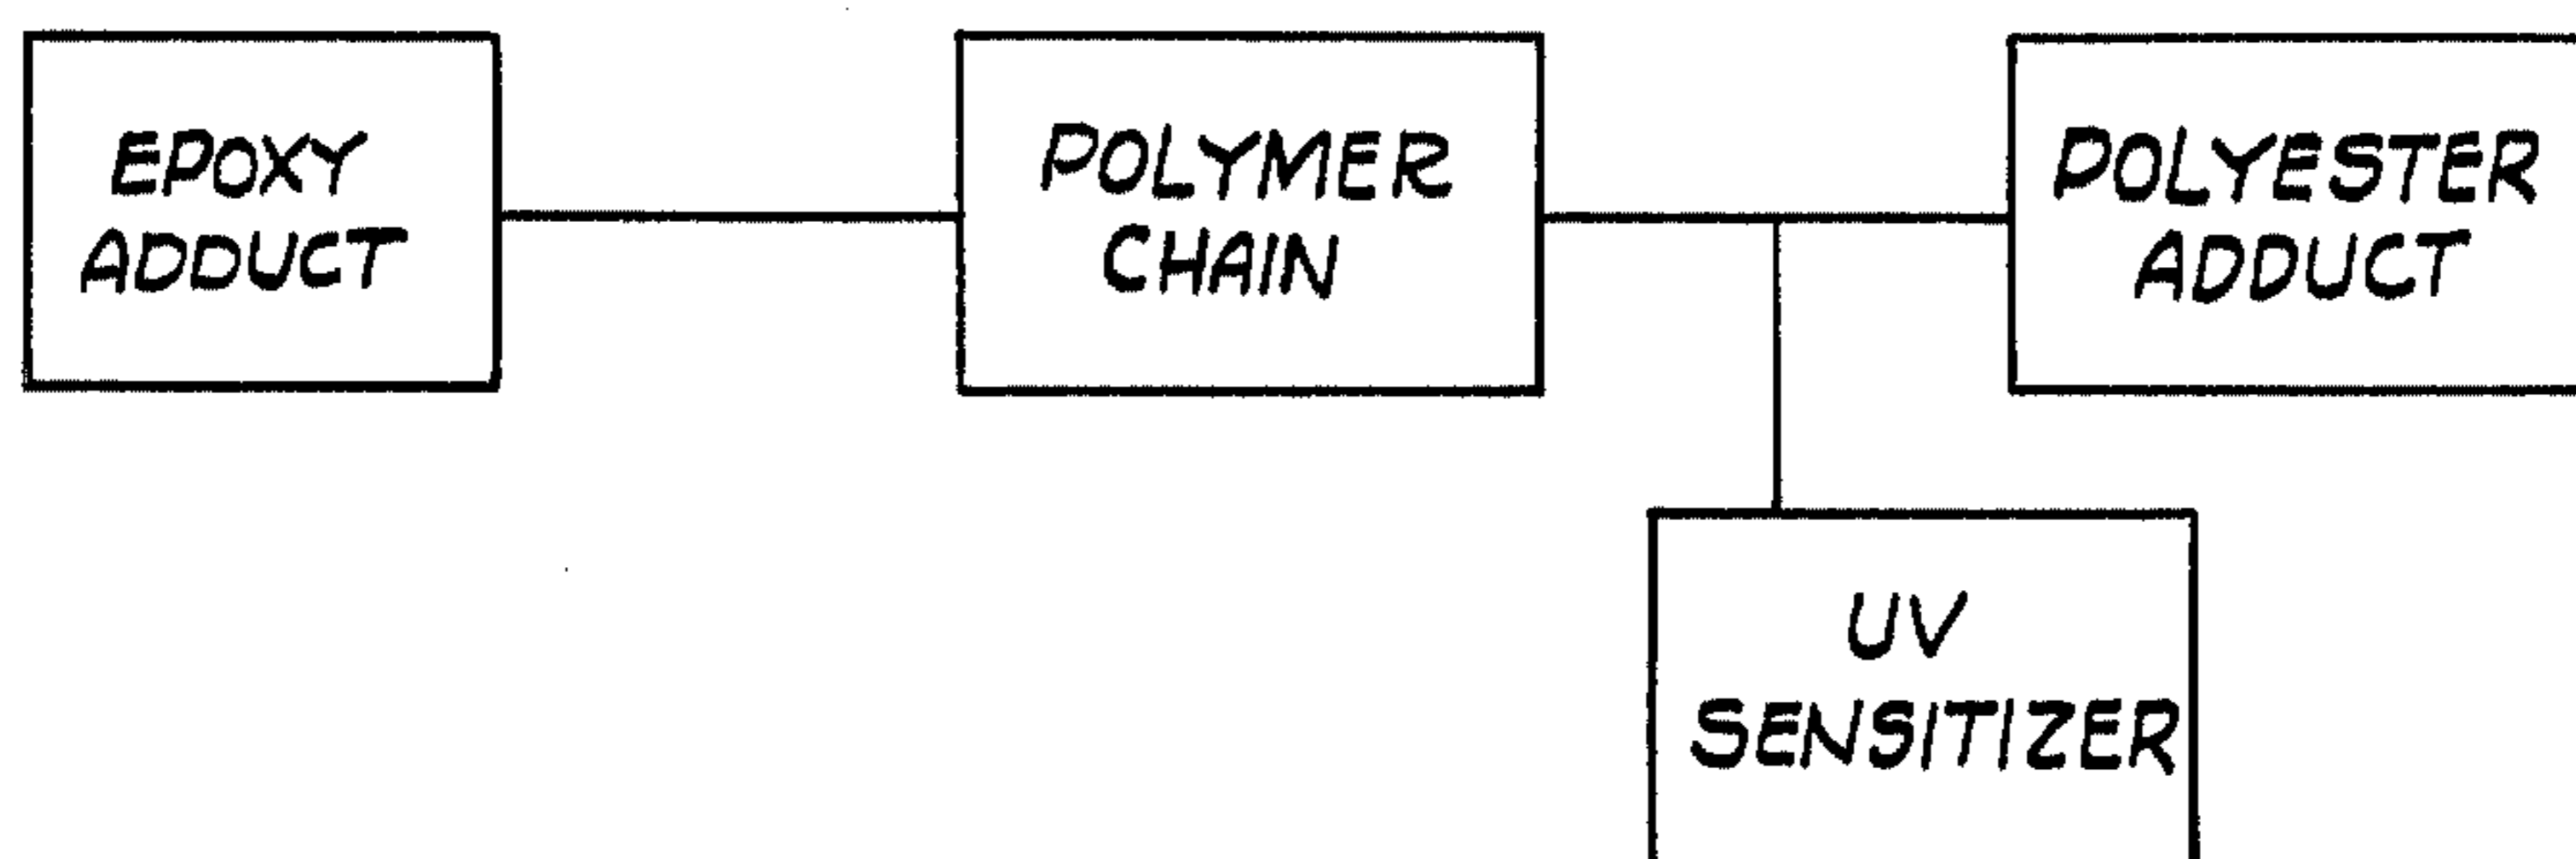 EPOXY
ADDUCT
POLYMER
CHAIN
POLYESTER
ADDUCT
UV
SENSITIZER